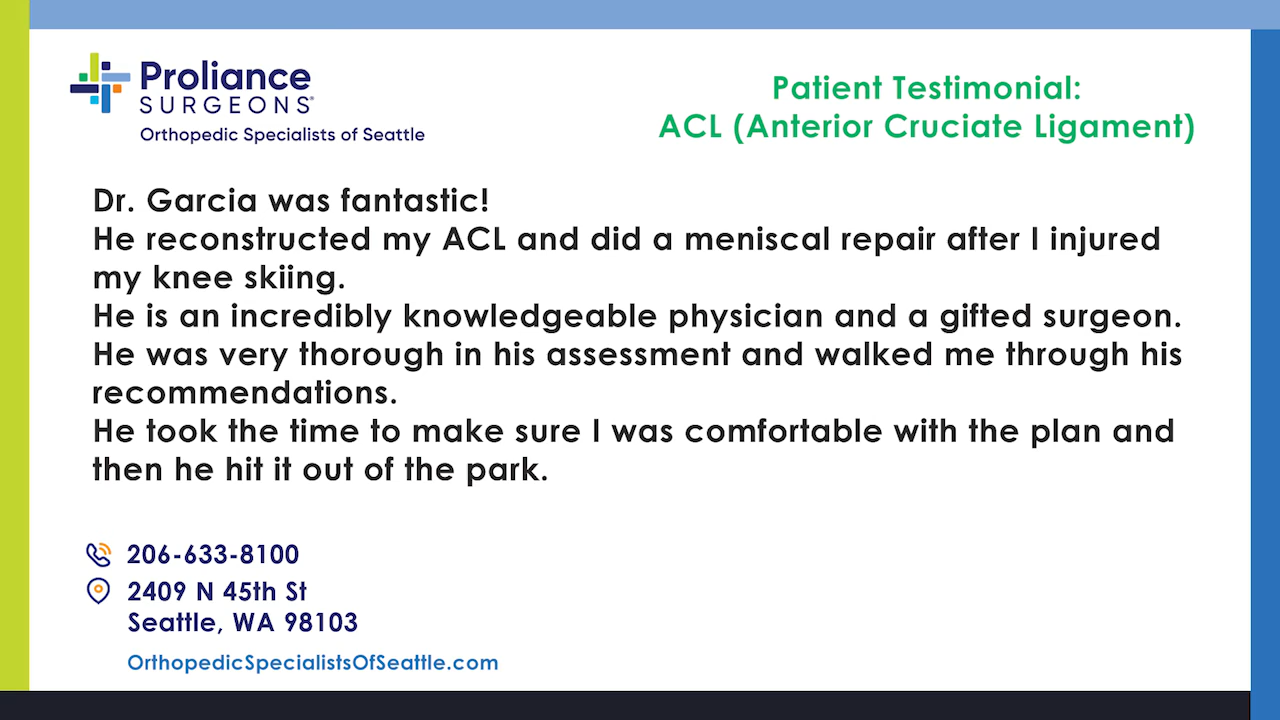 Proliance
SURGEONS®
Orthopedic Specialists of Seattle
Patient Testimonial:
ACL (Anterior Cruciate Ligament)
Dr. Garcia was fantastic!
He reconstructed my ACL and did a meniscal repair after I injured
my knee skiing.
He is an incredibly knowledgeable physician and a gifted surgeon.
He was very thorough in his assessment and walked me through his
recommendations.
He took the time to make sure I was comfortable with the plan and
then he hit it out of the park.
206-633-8100
2409 N 45th St
Seattle, WA 98103
OrthopedicSpecialistsOfSeattle.com